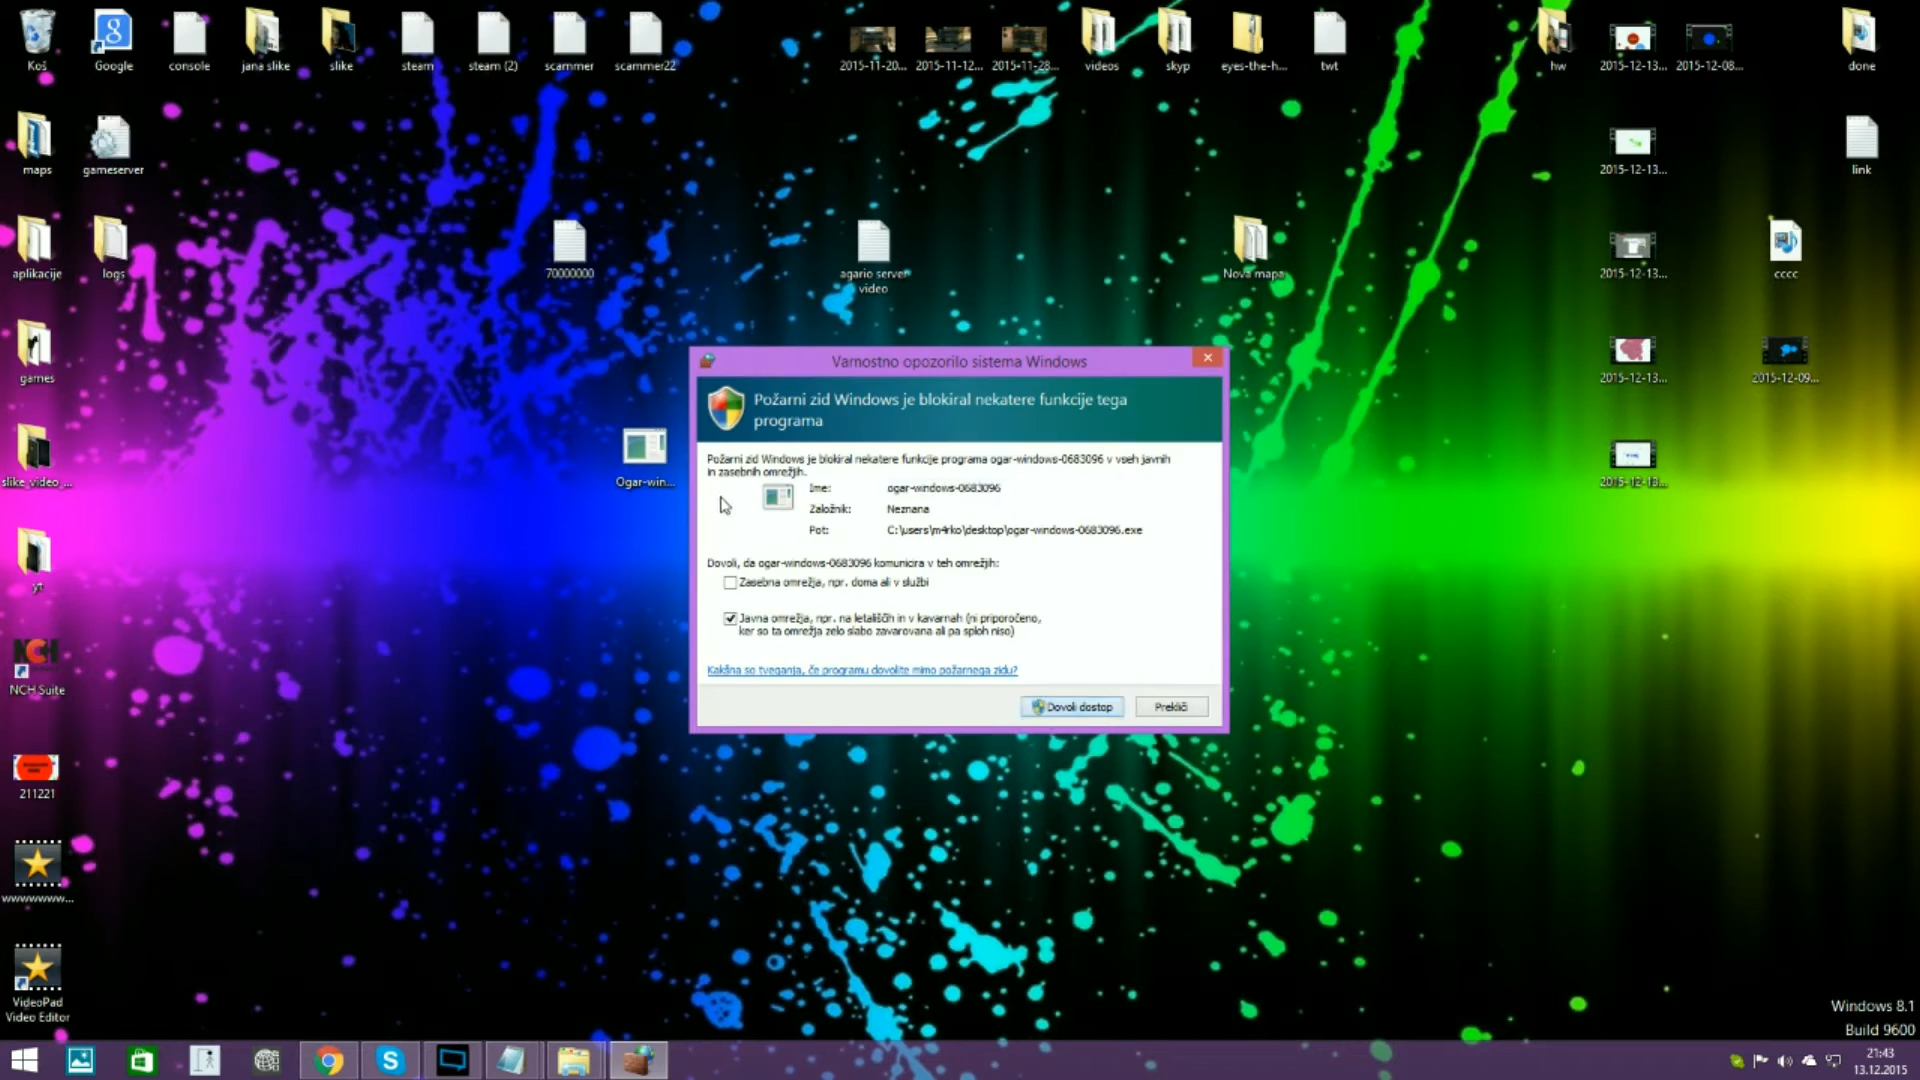 Koš
Google
console
jana slike
slike
steam
steam (2)
scammer
scammer22
2015-11-20...
2015-11-12...
2015-11-28...
videos
skyp
eyes-the-h...
twt
hw
2015-12-13...
2015-12-08...
done
maps
gameserver
2015-12-13...
link
aplikacije
logs
70000000
agario server
video
Nova mapa
2015-12-13...
cccc
games
2015-12-13...
2015-12-09...
slike_video_...
Ogar-win...
2015-12-13...
yt
NCH
NCH Suite
211221
wwwwwww...
VideoPad
Video Editor
Varnostno opozorilo sistema Windows
Požarni zid Windows je blokiral nekatere funkcije tega
programa
Požarni zid Windows je blokiral nekatere funkcije programa ogar-windows-0683096 v vseh javnih
in zasebnih omrežjih.
Ime: ogar-windows-0683096
Založnik: Neznana
Pot: C:\users\m4rko\desktop\ogar-windows-0683096.exe
Dovoli, da ogar-windows-0683096 komunicira v teh omrežjih:
Zasebna omrežja, npr. doma ali v službi
Javna omrežja, npr. na letališčih in v kavarnah (ni priporočeno,
ker so ta omrežja zelo slabo zavarovana ali pa sploh niso)
Kakšna so tveganja, če programu dovolite mimo požarnega zidu?
Dovoli dostop
Prekliči
Windows 8.1
Build 9600
21:43
13.12.2015